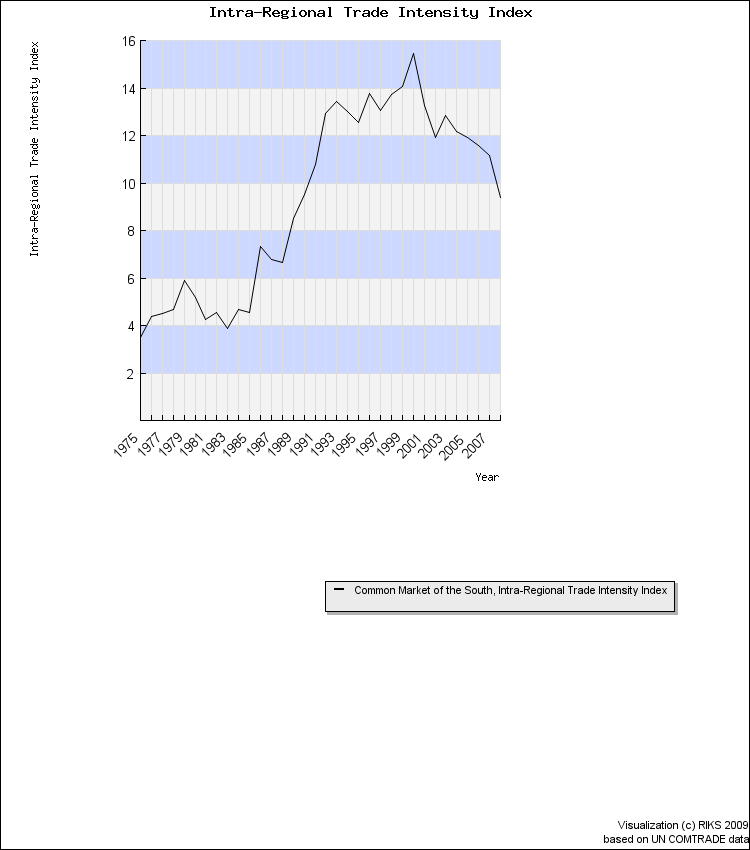 Intra-Regional Trade Intensity Index
Intra-Regional Trade Intensity Index
16
14
12
10
8
6
4
2
1975 1977 1979 1981 1983 1985 1987 1989 1991 1993 1995 1997 1999 2001 2003 2005 2007
Year
Common Market of the South, Intra-Regional Trade Intensity Index
Visualization (c) RIKS 2009
based on UN COMTRADE data